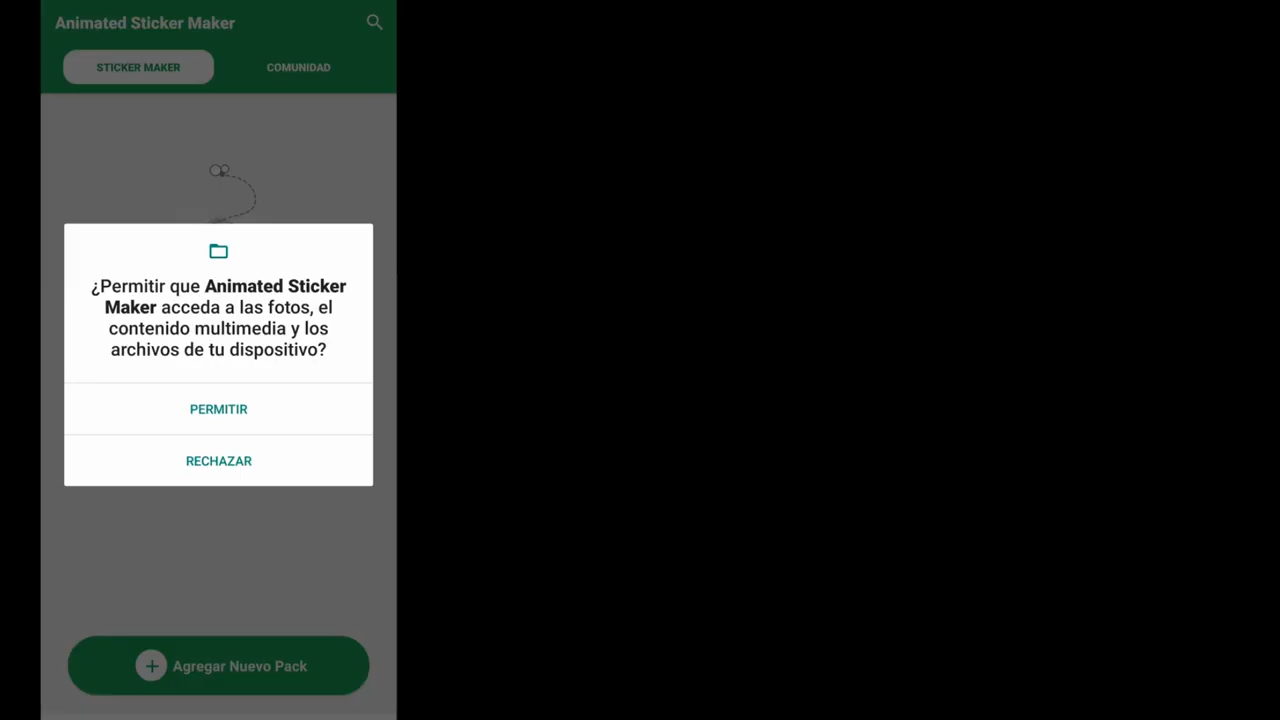 Animated Sticker Maker
STICKER MAKER
COMUNIDAD
¿Permitir que Animated Sticker
Maker acceda a las fotos, el
contenido multimedia y los
archivos de tu dispositivo?
PERMITIR
RECHAZAR
Agregar Nuevo Pack